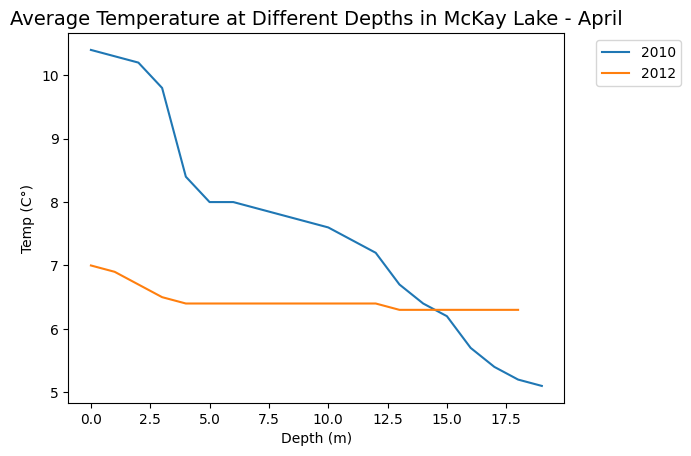 Average Temperature at Different Depths in McKay Lake - April
2010
2012
10
9
8
7
6
5
Temp (C°)
0.0 2.5 5.0 7.5 10.0 12.5 15.0 17.5
Depth (m)